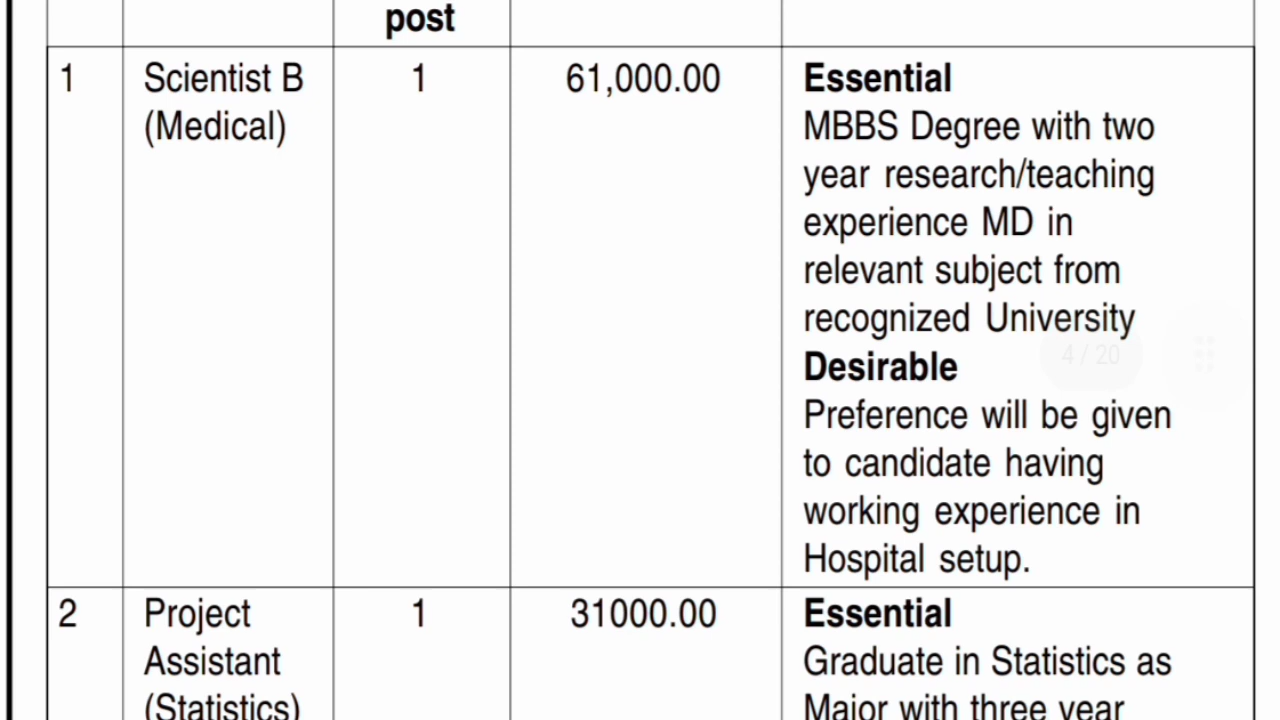 post
1 Scientist B 1 61,000.00 Essential
(Medical) MBBS Degree with two
year research/teaching
experience MD in
relevant subject from
recognized University
Desirable
4 / 20
Preference will be given
to candidate having
working experience in
Hospital setup.
2 Project 1 31000.00 Essential
Assistant Graduate in Statistics as
(Statistics) Major with three year